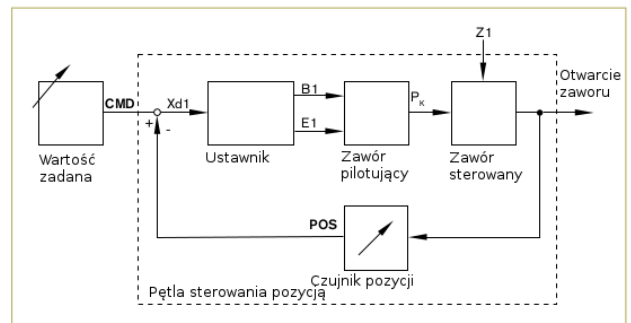 Z1
Otwarcie
zaworu
CMD
Xd1
B1
E1
Pκ
+
-
Wartość
zadana
Ustawnik
Zawór
pilotujący
Zawór
sterowany
POS
Czujnik pozycji
Pętla sterowania pozycją